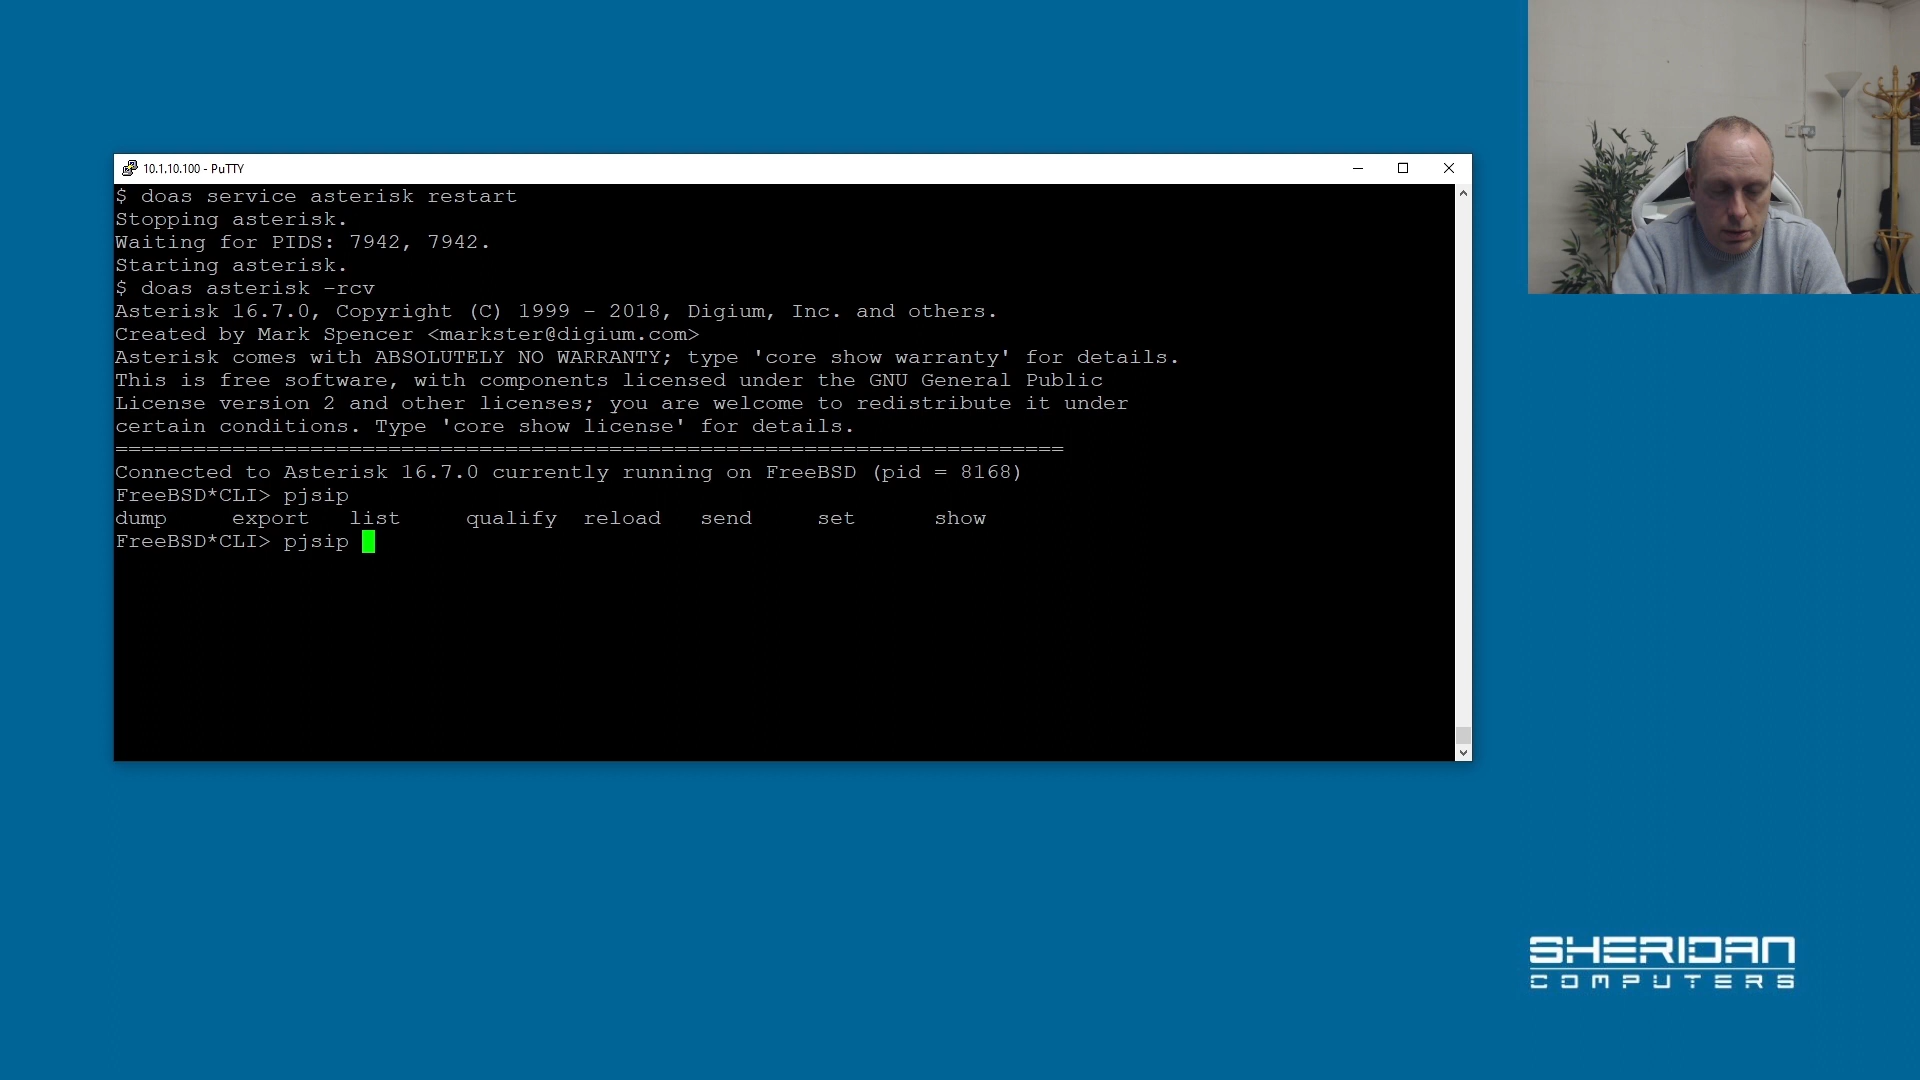 10.1.10.100 - PuTTY
$ doas service asterisk restart
Stopping asterisk.
Waiting for PIDS: 7942, 7942.
Starting asterisk.
$ doas asterisk -rcv
Asterisk 16.7.0, Copyright (C) 1999 - 2018, Digium, Inc. and others.
Created by Mark Spencer <markster@digium.com>
Asterisk comes with ABSOLUTELY NO WARRANTY; type 'core show warranty' for details.
This is free software, with components licensed under the GNU General Public
License version 2 and other licenses; you are welcome to redistribute it under
certain conditions. Type 'core show license' for details.
=========================================================================
Connected to Asterisk 16.7.0 currently running on FreeBSD (pid = 8168)
FreeBSD*CLI> pjsip
dump export list qualify reload send set show
FreeBSD*CLI> pjsip
SHERIDAN
COMPUTERS